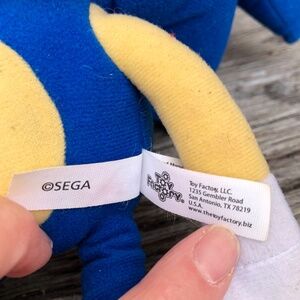 ©SEGA
Toy
Factory
Toy Factory, LLC.
1235 Gembler Road
San Antonio, TX 78219
U.S.A.
www.thetoyfactory.biz